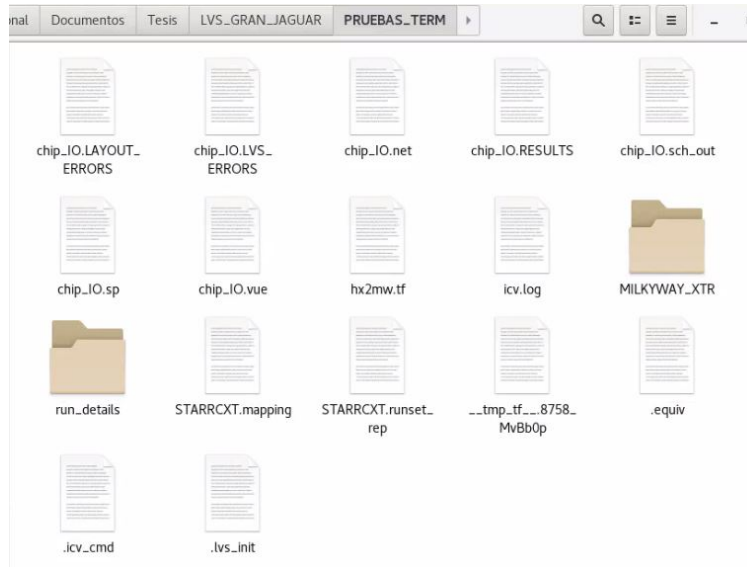 nal Documentos Tesis LVS_GRAN_JAGUAR PRUEBAS_TERM
chip_IO.LAYOUT_
ERRORS
chip_IO.LVS_
ERRORS
chip_IO.net
chip_IO.RESULTS
chip_IO.sch_out
chip_IO.sp
chip_IO.vue
hx2mw.tf
icv.log
MILKYWAY_XTR
run_details
STARRCXT.mapping
STARRCXT.runset_
rep
__tmp_tf__.8758_
MvBb0p
.equiv
.icv_cmd
.lvs_init